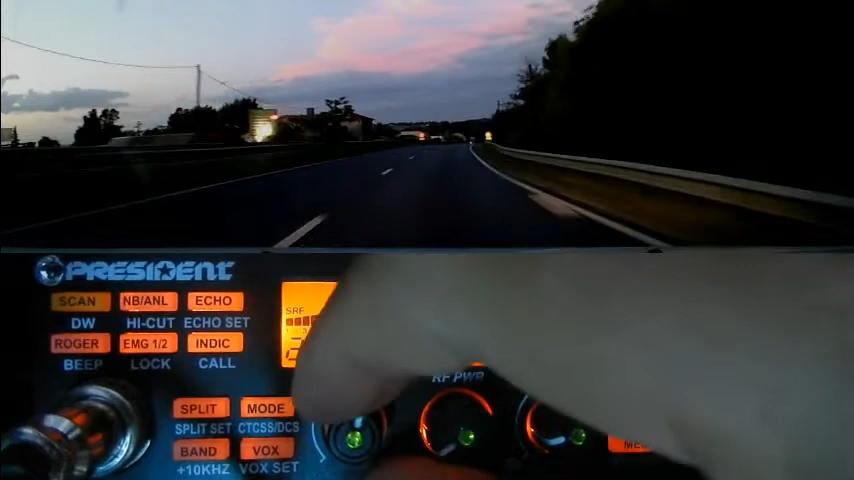 PRESIDENT
SCAN NB/ANL ECHO
DW HI-CUT ECHO SET
SRF
ROGER EMG 1/2 INDIC
BEEP LOCK CALL
RF PWR
SPLIT MODE
SPLIT SET CTCSS/DCS
BAND VOX
+10KHZ VOX SET